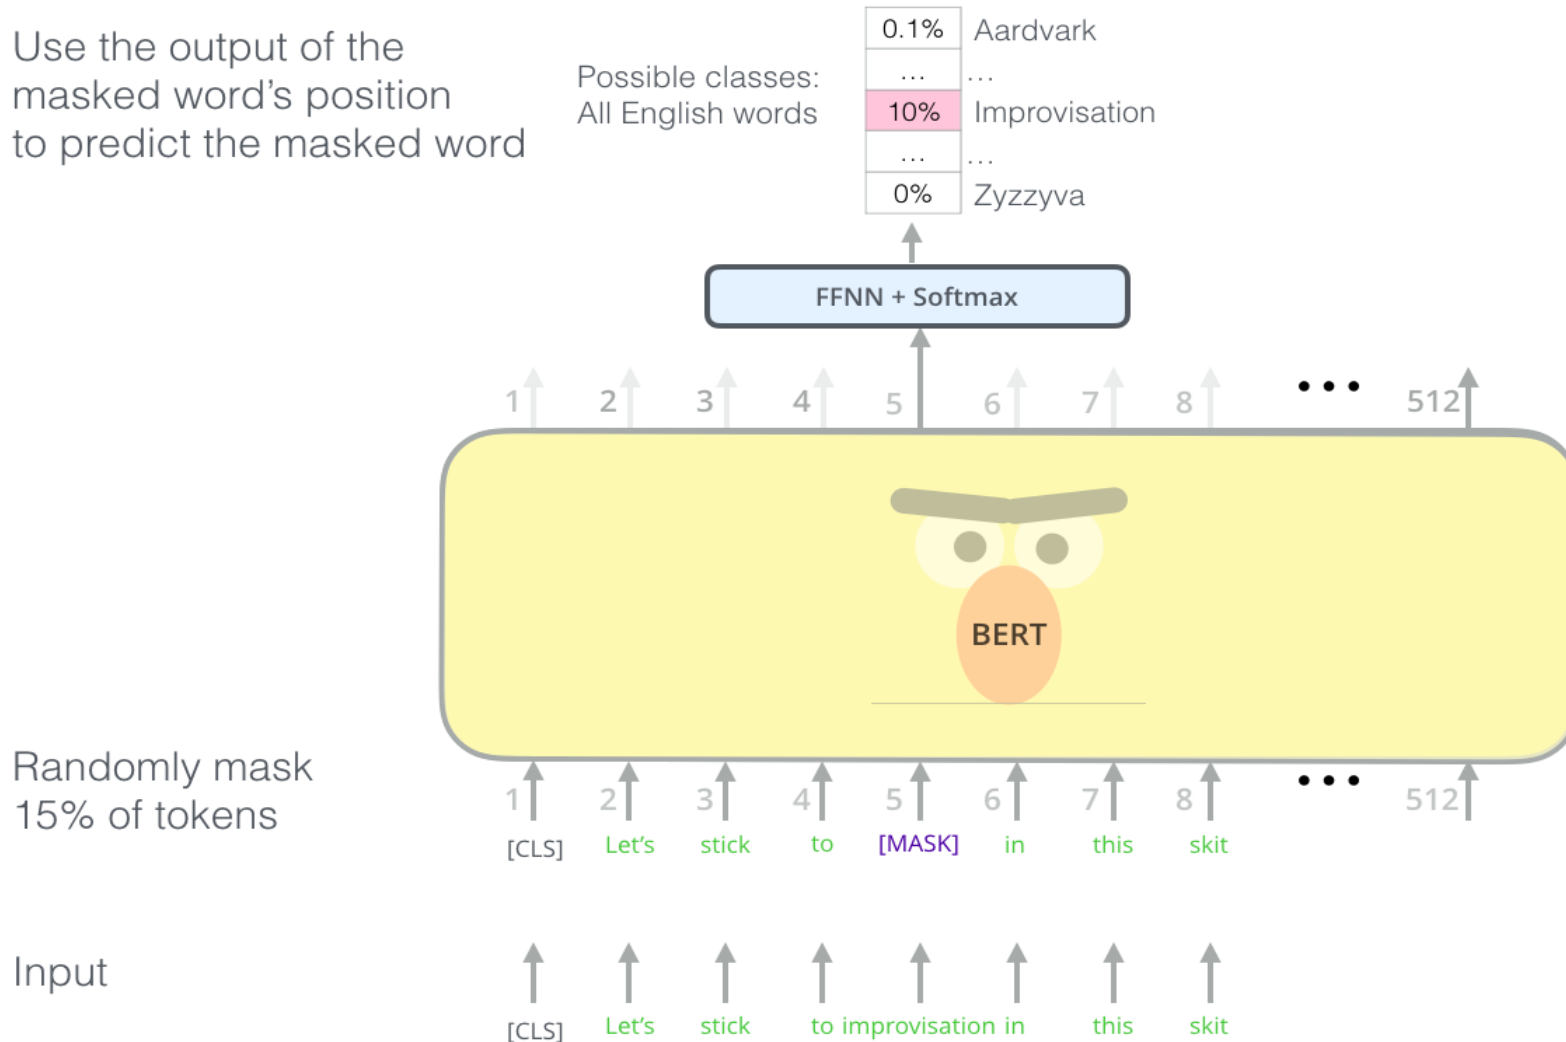 Use the output of the
masked word's position
to predict the masked word
Possible classes:
All English words
0.1% Aardvark
... ...
10% Improvisation
... ...
0% Zyzzyva
FFNN + Softmax
1 2 3 4 5 6 7 8 ••• 512
BERT
Randomly mask
15% of tokens
1 2 3 4 5 6 7 8 ••• 512
[CLS] Let's stick to [MASK] in this skit
Input
[CLS] Let's stick to improvisation in this skit